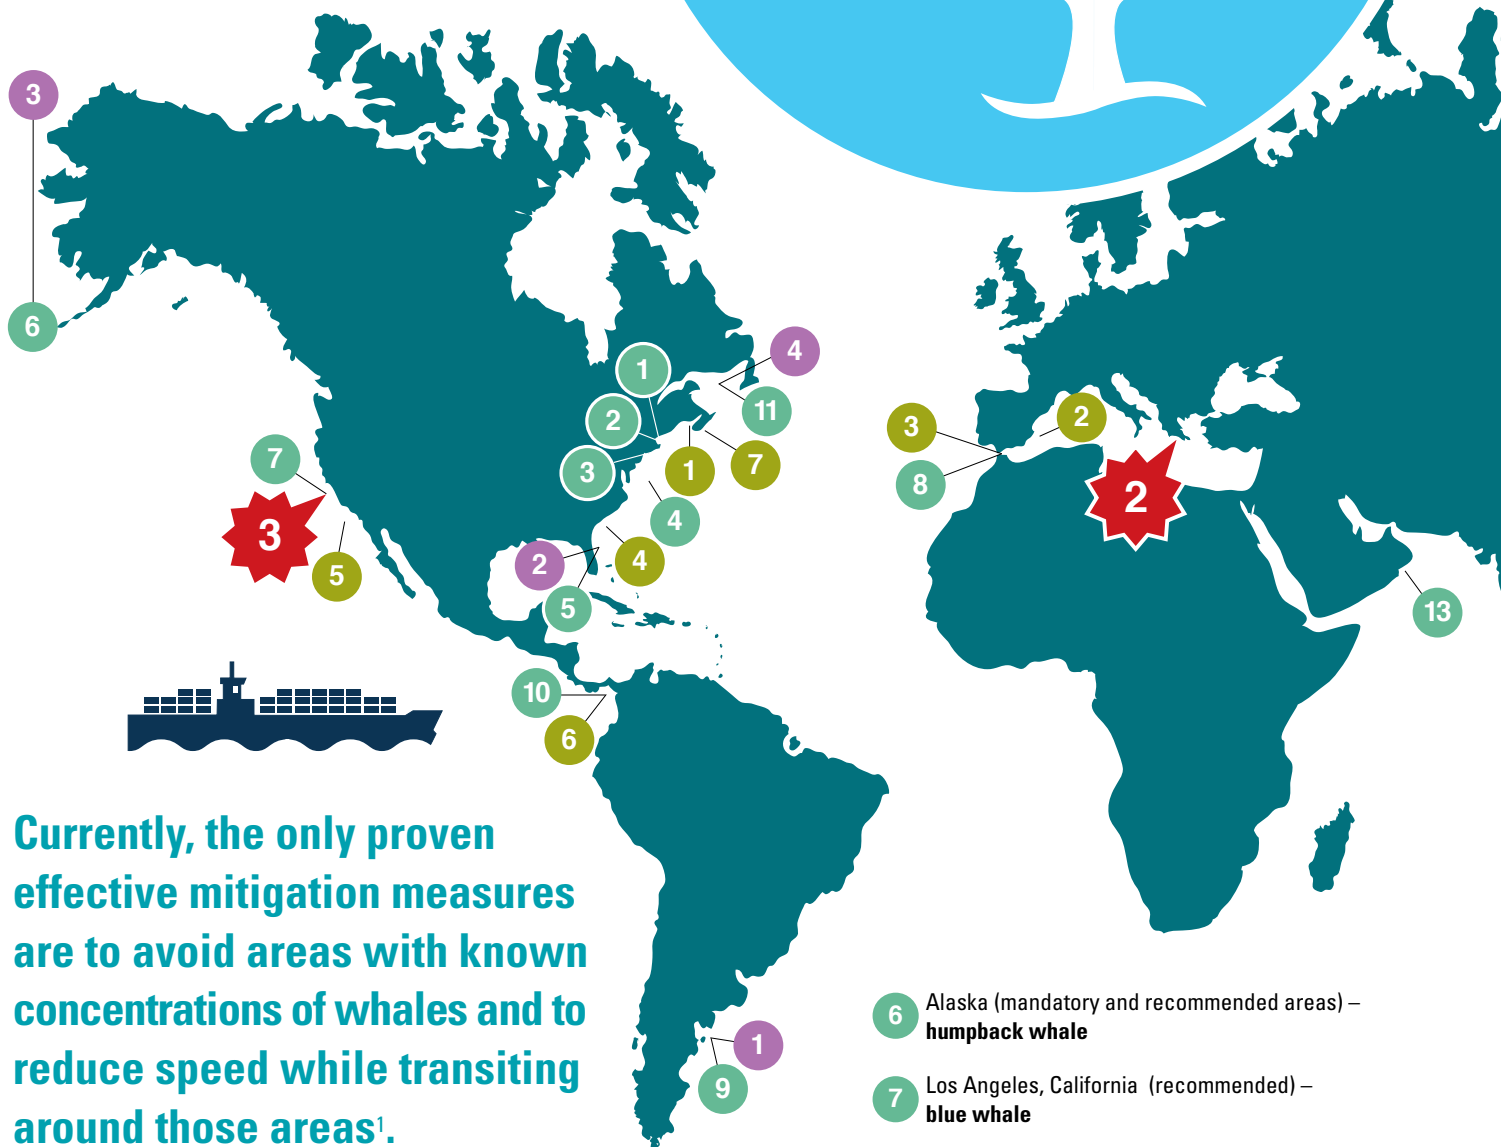 3
6
1
2
3
4
11
7
3
5
1
7
4
2
4
5
3
8
2
2
13
10
6
Currently, the only proven
effective mitigation measures
are to avoid areas with known
concentrations of whales and to
reduce speed while transiting
around those areas¹.
1
9
6 Alaska (mandatory and recommended areas) –
humpback whale
7 Los Angeles, California (recommended) –
blue whale